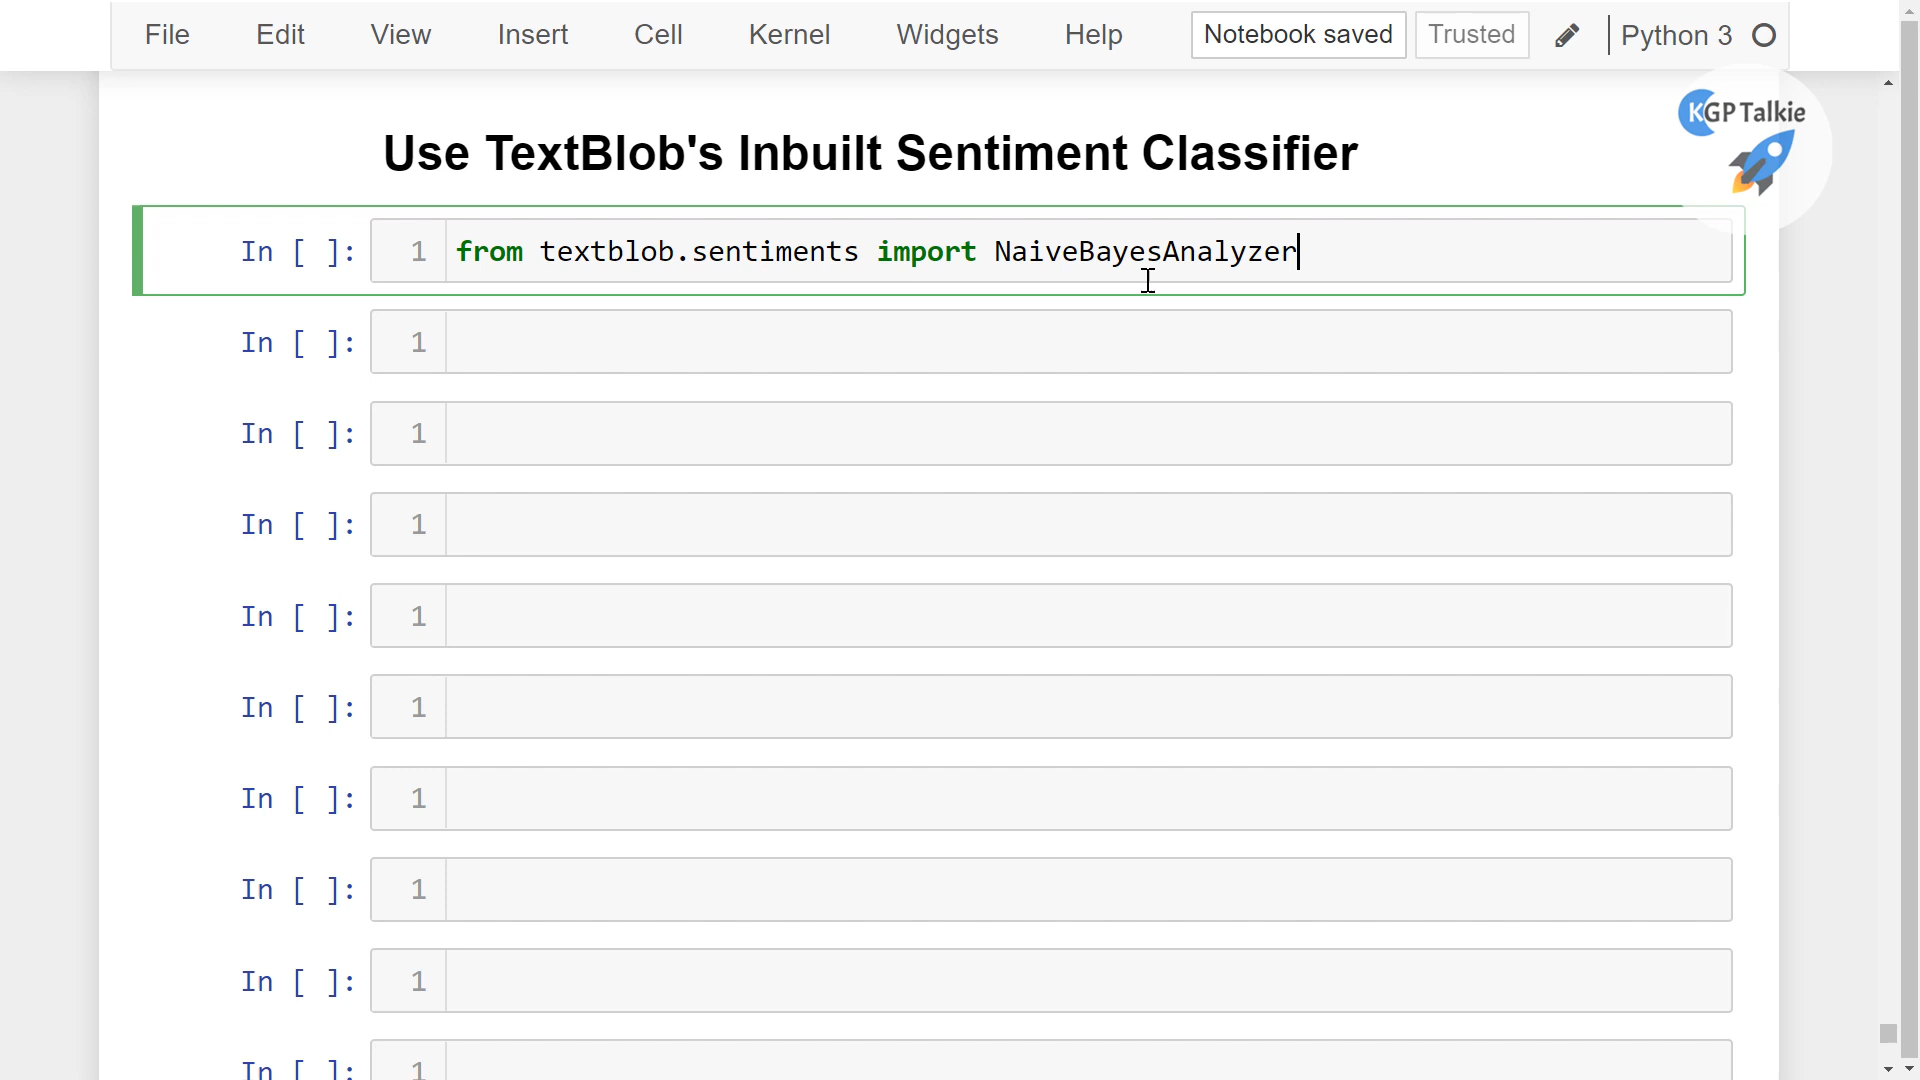 File Edit View Insert Cell Kernel Widgets Help Notebook saved Trusted Python 3
KGP Talkie
Use TextBlob's Inbuilt Sentiment Classifier
In [ ]: 1 from textblob.sentiments import NaiveBayesAnalyzer
In [ ]: 1
In [ ]: 1
In [ ]: 1
In [ ]: 1
In [ ]: 1
In [ ]: 1
In [ ]: 1
In [ ]: 1
In [ ]: 1